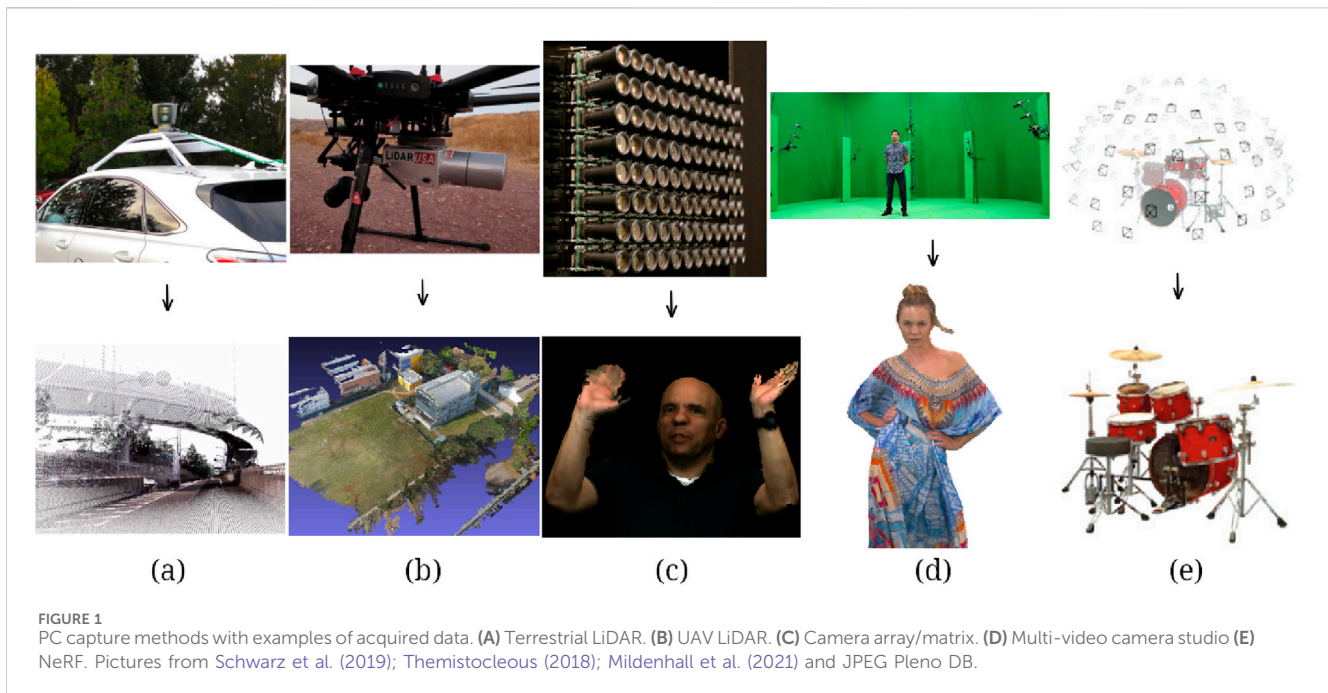 LiDARUSA
(a)
(b)
(c)
(d)
(e)
FIGURE 1
PC capture methods with examples of acquired data. (A) Terrestrial LiDAR. (B) UAV LiDAR. (C) Camera array/matrix. (D) Multi-video camera studio (E)
NeRF. Pictures from Schwarz et al. (2019); Themistocleous (2018); Mildenhall et al. (2021) and JPEG Pleno DB.